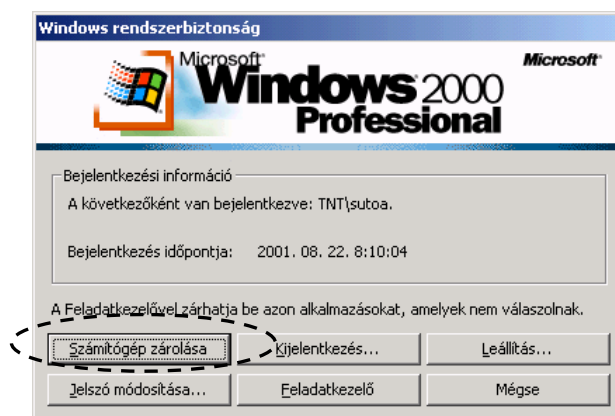 Windows rendszerbiztonság
Microsoft
Microsoft
Windows 2000
Professional
Bejelentkezési információ
A következőként van bejelentkezve: TNT\sutoa.
Bejelentkezés időpontja: 2001. 08. 22. 8:10:04
A Feladatkezelővel zárhatja be azon alkalmazásokat, amelyek nem válaszolnak.
Számítógép zárolása Kijelentkezés... Leállítás...
Jelszó módosítása... Feladatkezelő Mégse